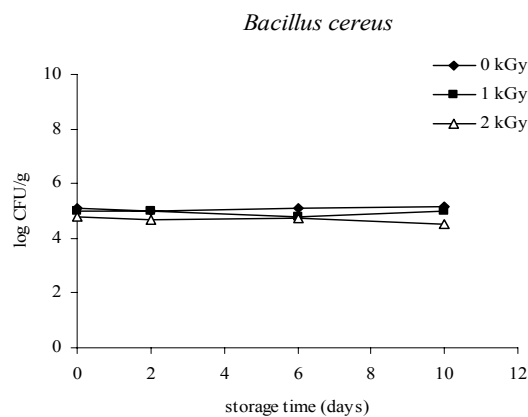 Bacillus cereus
0 kGy
1 kGy
2 kGy
10
8
6
4
2
0
log CFU/g
0 2 4 6 8 10 12
storage time (days)